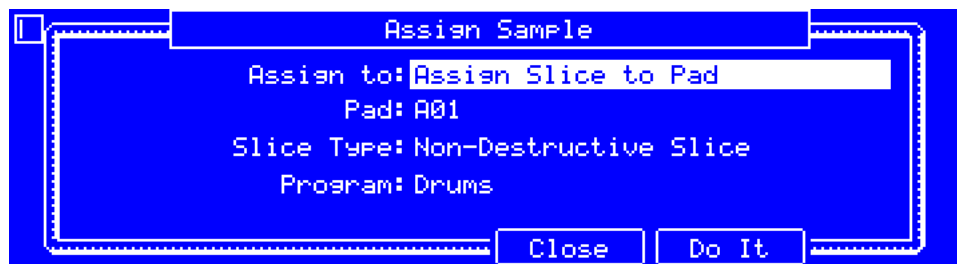 Assign Sample
Assign to: Assign Slice to Pad
Pad: A01
Slice Type: Non-Destructive Slice
Program: Drums
Close Do It